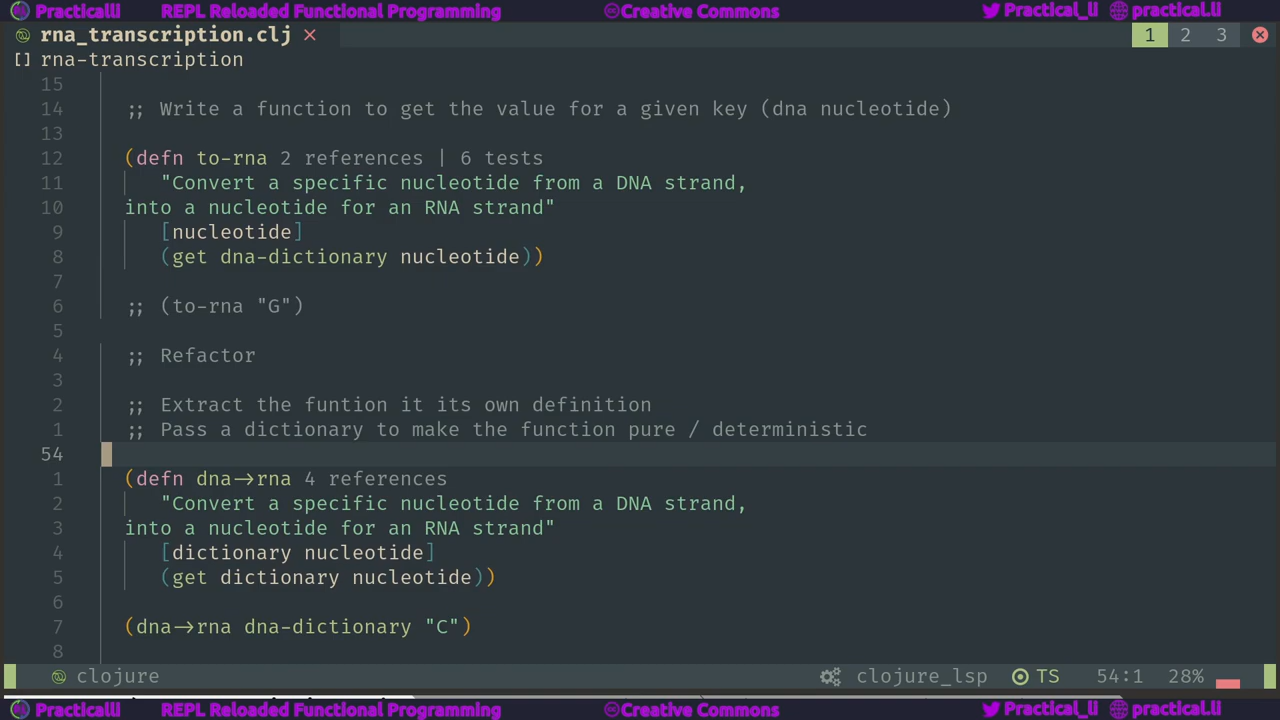 Practicalli REPL Reloaded Functional Programming Creative Commons Practical_li practical.li
rna_transcription.clj × 1 2 3
[] rna-transcription
15
14 ;; Write a function to get the value for a given key (dna nucleotide)
13
12 (defn to-rna 2 references | 6 tests
11 "Convert a specific nucleotide from a DNA strand,
10 into a nucleotide for an RNA strand"
9 [nucleotide]
8 (get dna-dictionary nucleotide))
7
6 ;; (to-rna "G")
5
4 ;; Refactor
3
2 ;; Extract the funtion it its own definition
1 ;; Pass a dictionary to make the function pure / deterministic
54
1 (defn dna->rna 4 references
2 "Convert a specific nucleotide from a DNA strand,
3 into a nucleotide for an RNA strand"
4 [dictionary nucleotide]
5 (get dictionary nucleotide))
6
7 (dna->rna dna-dictionary "C")
8
clojure clojure_lsp TS 54:1 28%
Practicalli REPL Reloaded Functional Programming Creative Commons Practical_li practical.li